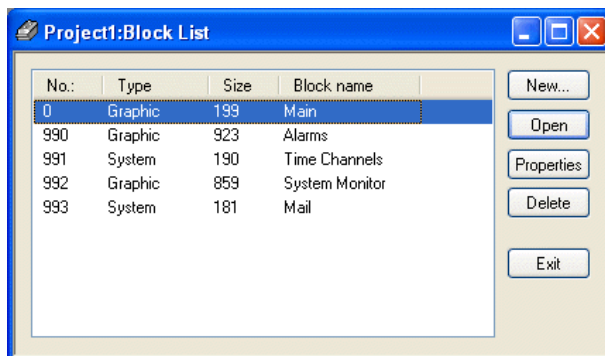 Project1:Block List
No.: Type Size Block name
0 Graphic 199 Main
990 Graphic 923 Alarms
991 System 190 Time Channels
992 Graphic 859 System Monitor
993 System 181 Mail
New...
Open
Properties
Delete
Exit